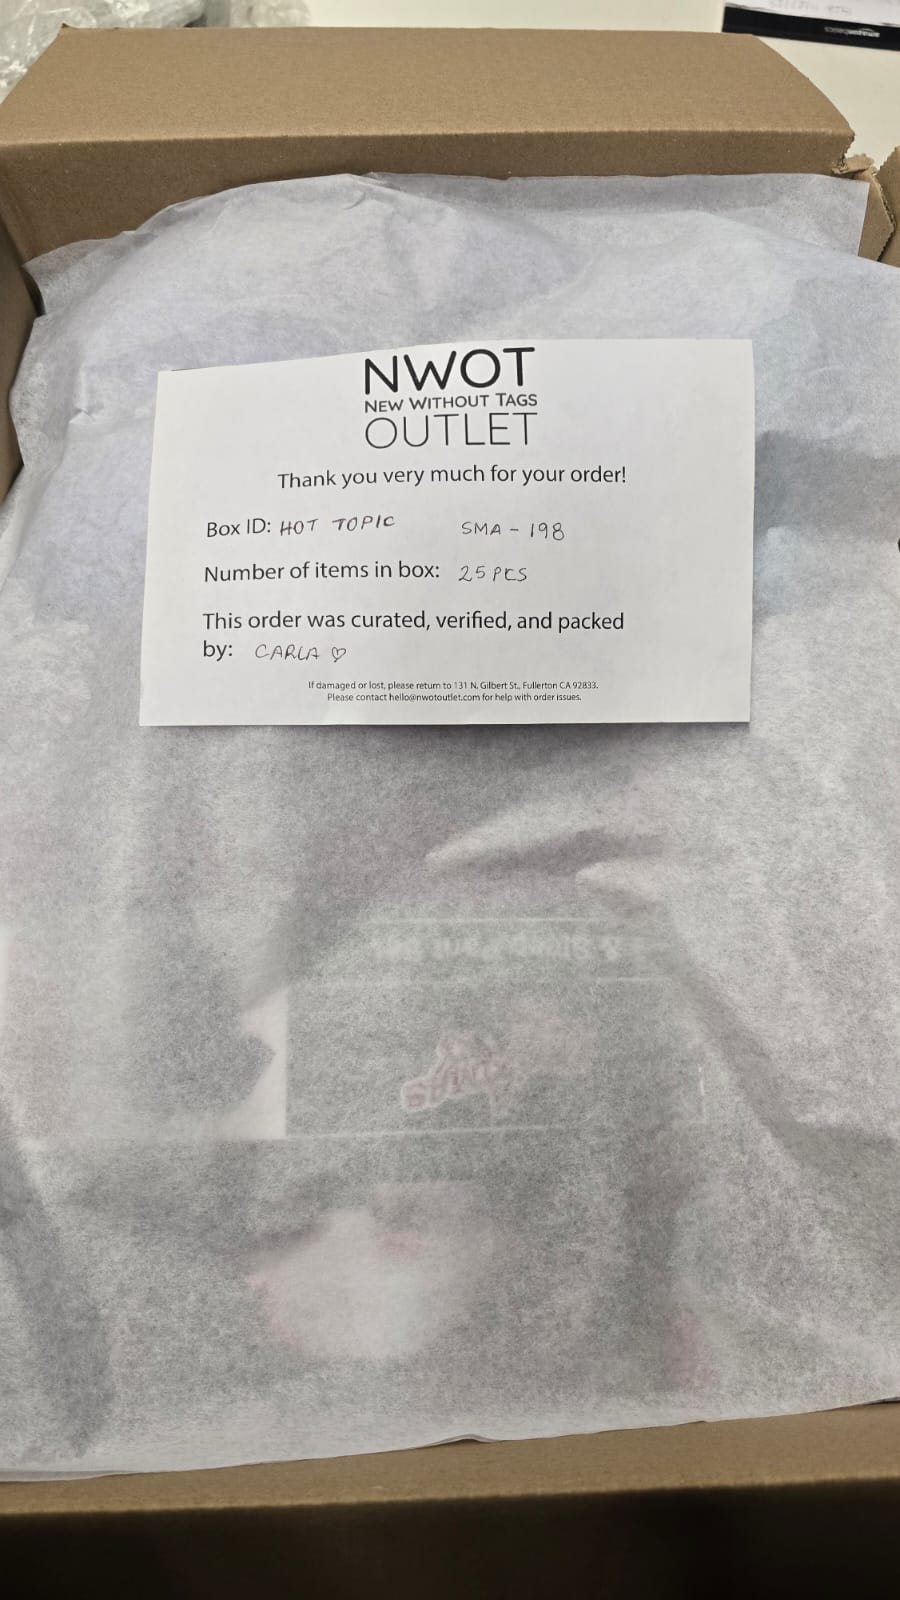 NWOT
NEW WITHOUT TAGS
OUTLET
Thank you very much for your order!
Box ID: HOT TOPIC SMA - 198
Number of items in box: 25 PCS
This order was curated, verified, and packed
by: CARLA ♡
If damaged or lost, please return to 131 N. Gilbert St., Fullerton CA 92833.
Please contact hello@nwotoutlet.com for help with order issues.